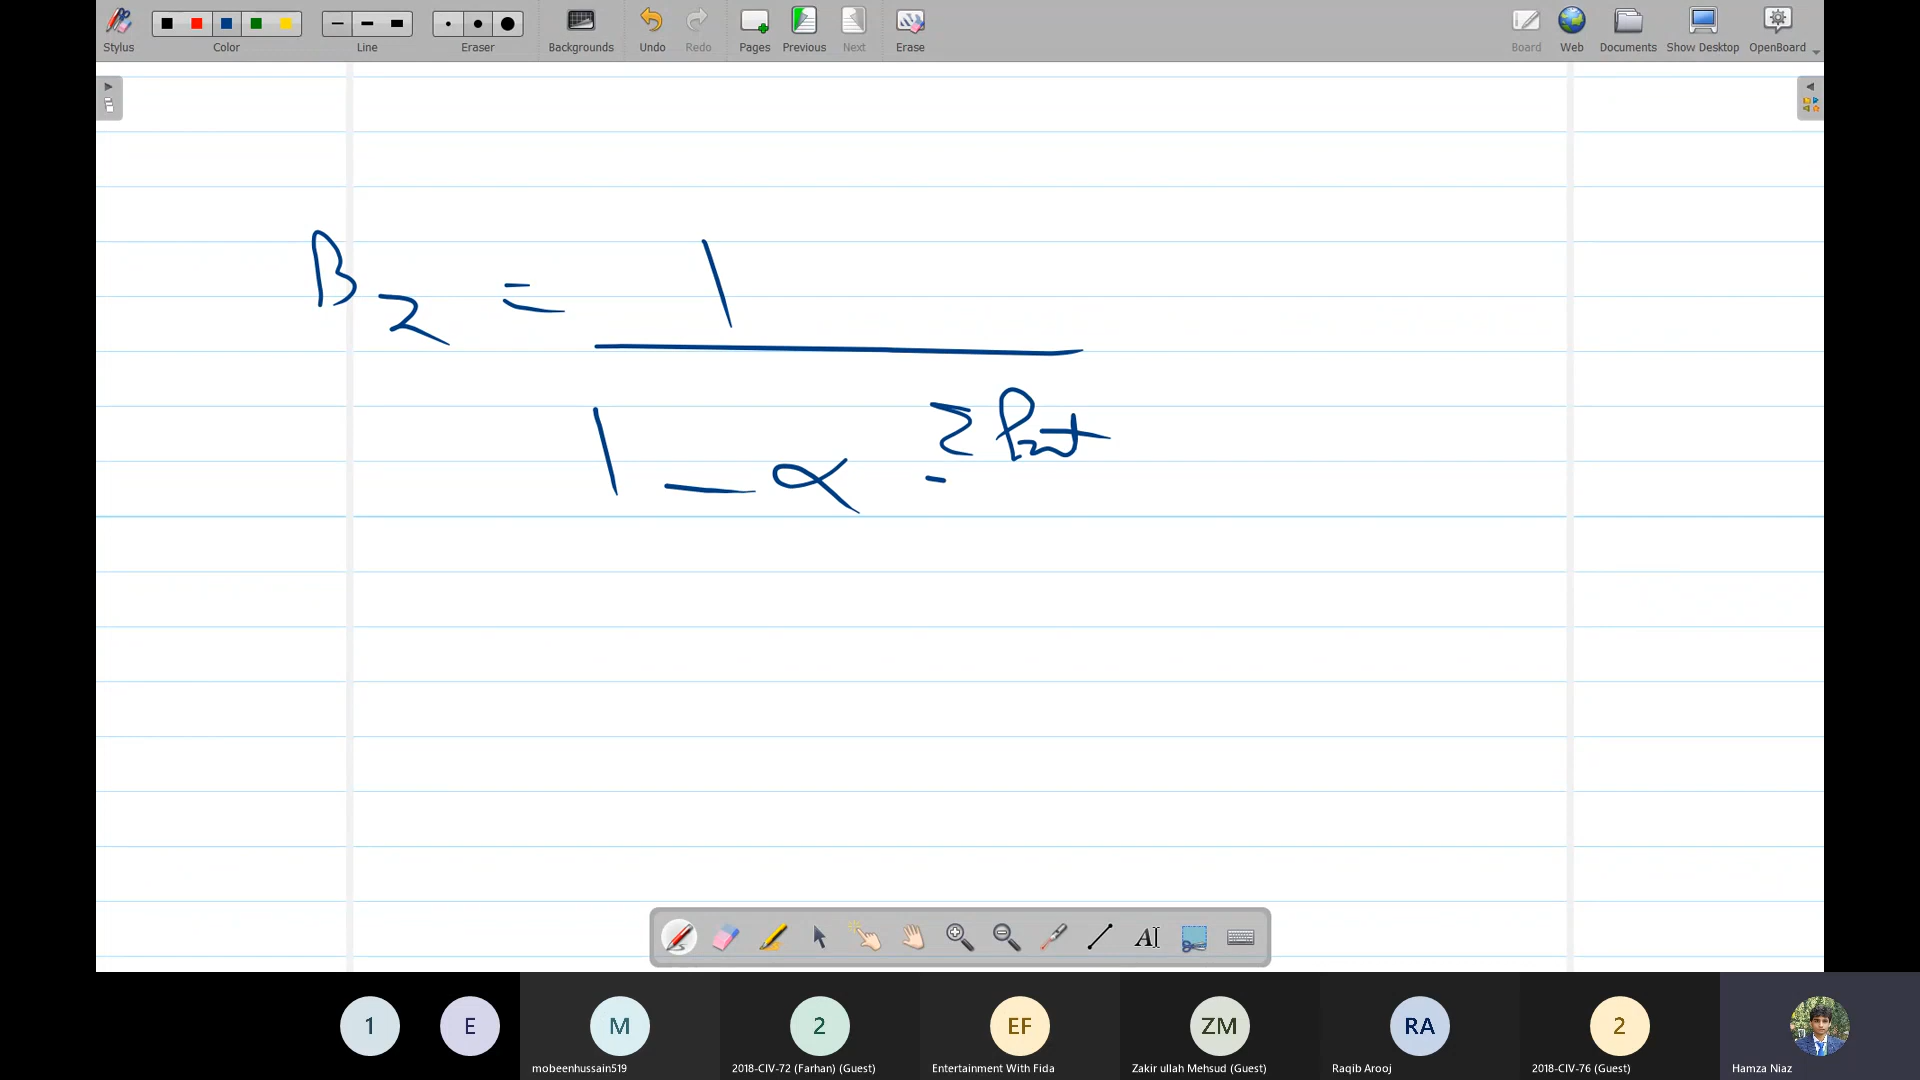 Stylus Color Line Eraser Backgrounds Undo Redo Pages Previous Next Erase Board Web Documents Show Desktop OpenBoard
B2 = 1
1 - α Σ Pnt
1 E M 2 EF ZM RA 2
mobeenhussain519 2018-CIV-72 (Farhan) (Guest) Entertainment With Fida Zakir ullah Mehsud (Guest) Raqib Arooj 2018-CIV-76 (Guest) Hamza Niaz